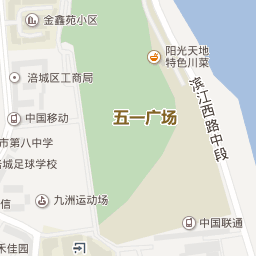 金鑫苑小区
阳光天地
特色川菜
涪城区工商局
滨江西路中段
中国移动
五一广场
市第八中学
涪城足球学校
九洲运动场
信
中国联通
禾佳园